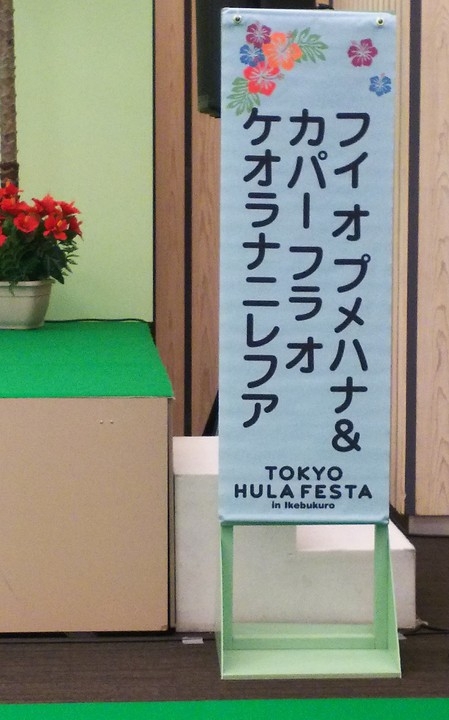 フイ オ プメハナ&
カパー フラ オ
ケオラナニレフア
TOKYO
HULA FESTA
in Ikebukuro